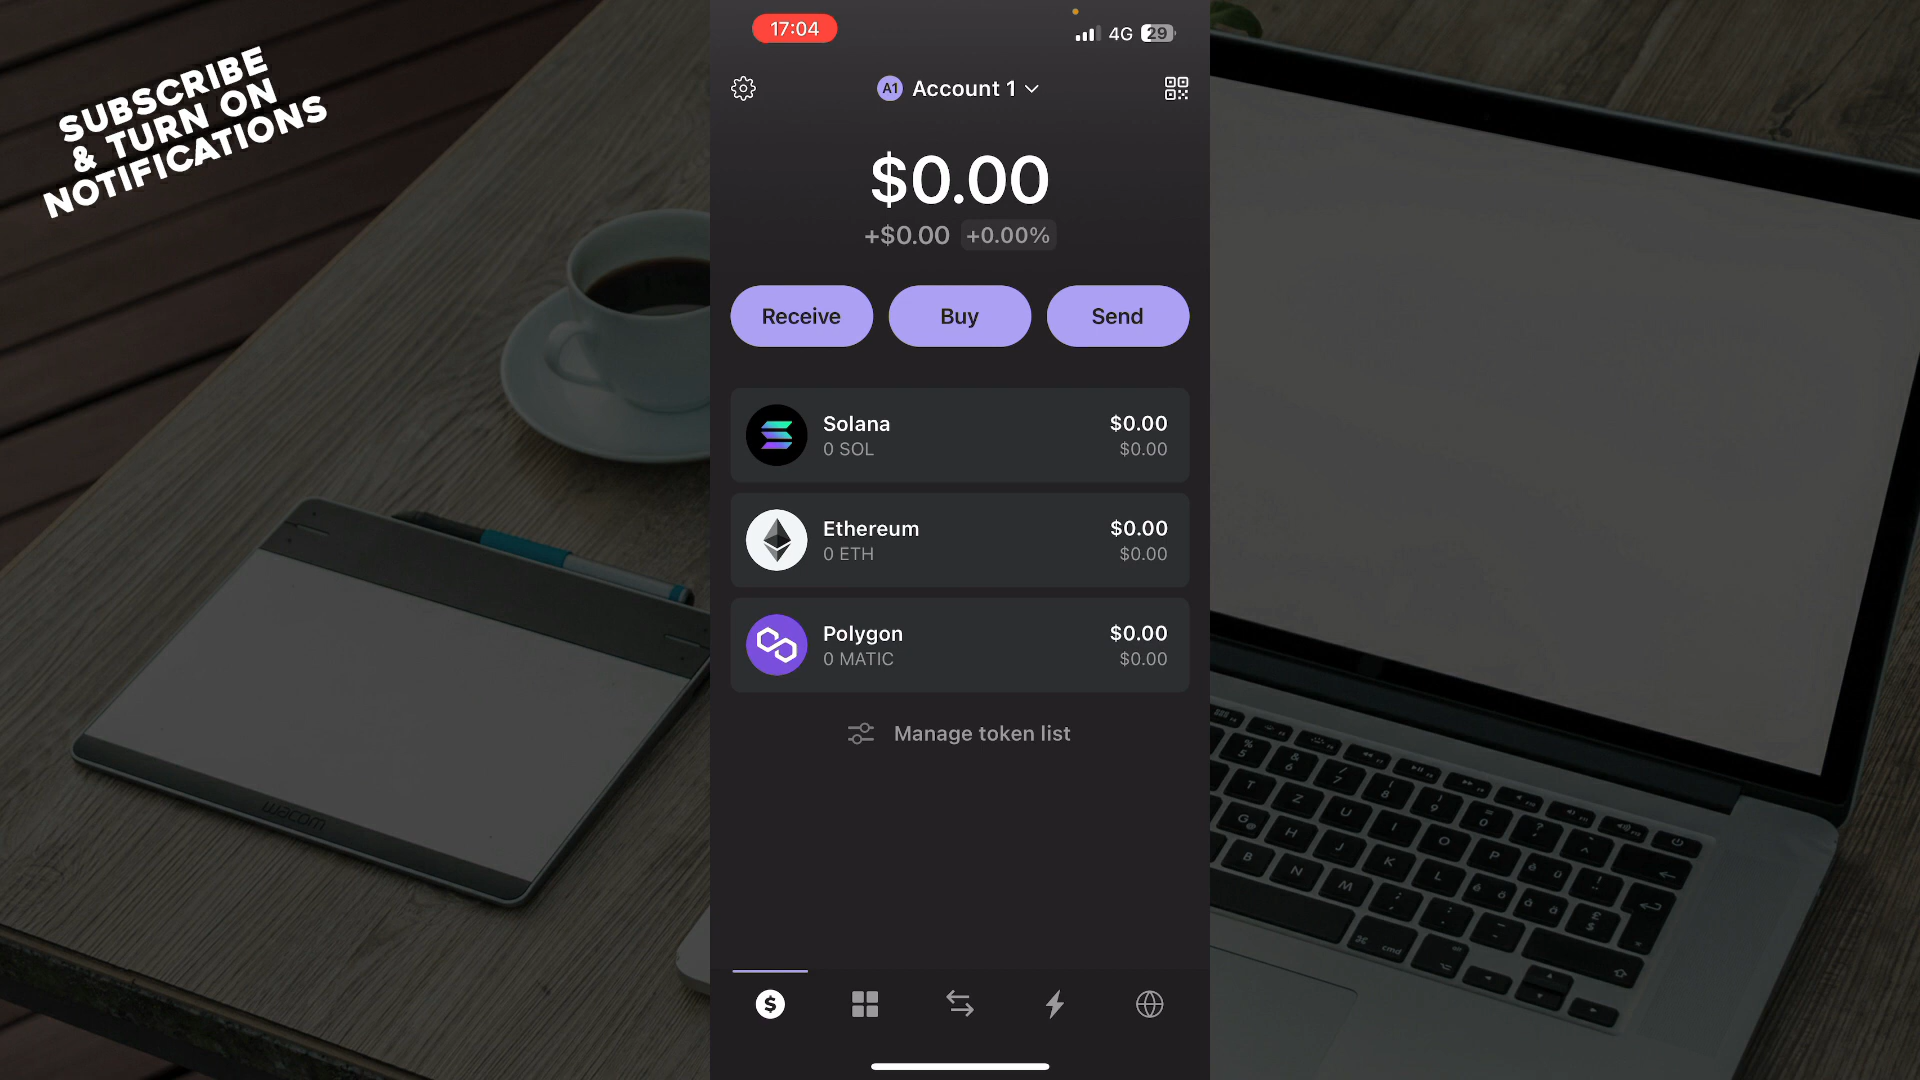 SUBSCRIBE
& TURN ON
NOTIFICATIONS
17:04
4G 29
A1 Account 1
$0.00
+$0.00 +0.00%
Receive Buy Send
Solana $0.00
0 SOL $0.00
Ethereum $0.00
0 ETH $0.00
Polygon $0.00
0 MATIC $0.00
Manage token list
$
wacom